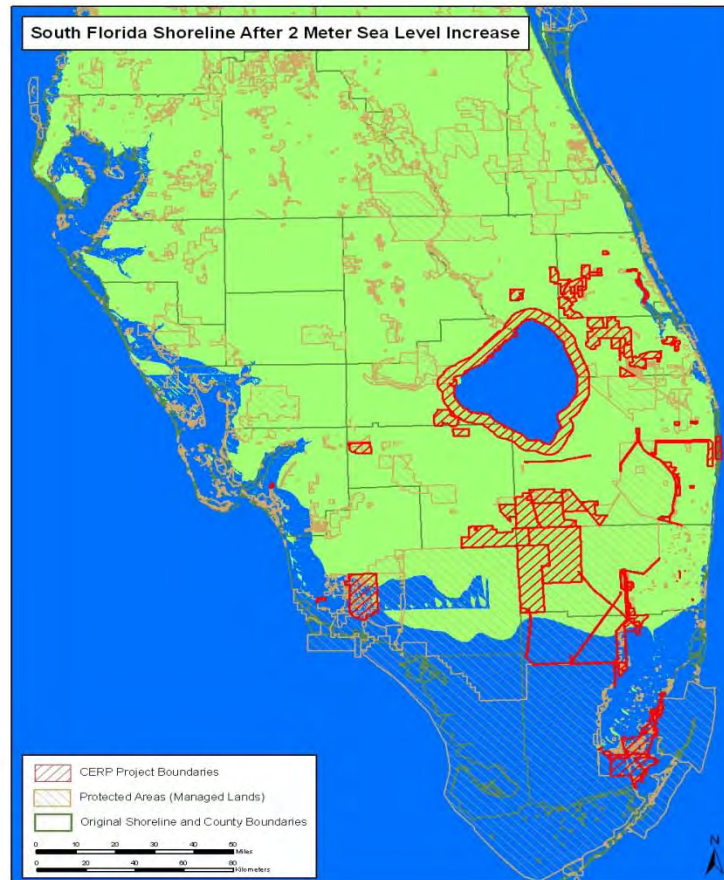 South Florida Shoreline After 2 Meter Sea Level Increase
CERP Project Boundaries
Protected Areas (Managed Lands)
Original Shoreline and County Boundaries
0 10 20 30 40 50
Miles
0 20 40 60 80
Kilometers
N